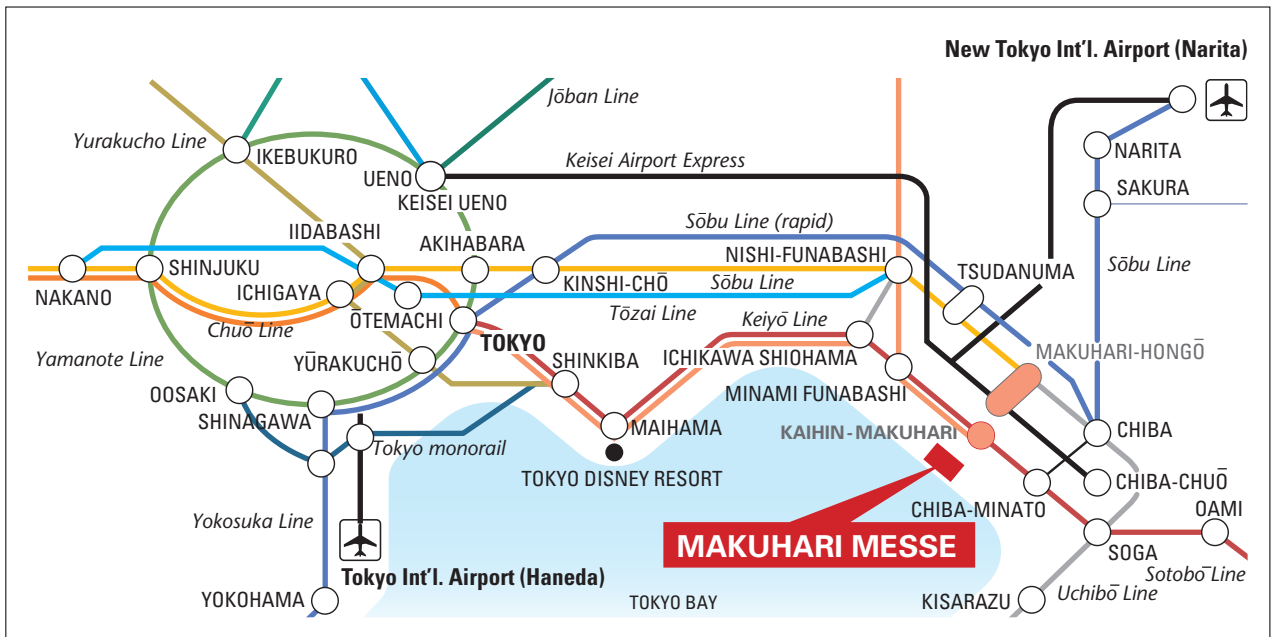 New Tokyo Int'l. Airport (Narita)
Jōban Line
Yurakucho Line
IKEBUKURO
Keisei Airport Express
NARITA
UENO
KEISEI UENO
SAKURA
IIDABASHI
AKIHABARA
Sōbu Line (rapid)
NISHI-FUNABASHI
SHINJUKU
TSUDANUMA
Sōbu Line
NAKANO
ICHIGAYA
KINSHI-CHŌ
Sōbu Line
ŌTEMACHI
Tōzai Line
Chuō Line
Keiyō Line
TOKYO
Yamanote Line
YŪRAKUCHŌ
SHINKIBA
ICHIKAWA SHIOHAMA
MAKUHARI-HONGŌ
OOSAKI
MINAMI FUNABASHI
SHINAGAWA
MAIHAMA
KAIHIN-MAKUHARI
CHIBA
Tokyo monorail
TOKYO DISNEY RESORT
CHIBA-CHUŌ
CHIBA-MINATO
OAMI
Yokosuka Line
MAKUHARI MESSE
SOGA
Sotobō Line
Tokyo Int'l. Airport (Haneda)
Uchibō Line
YOKOHAMA
TOKYO BAY
KISARAZU